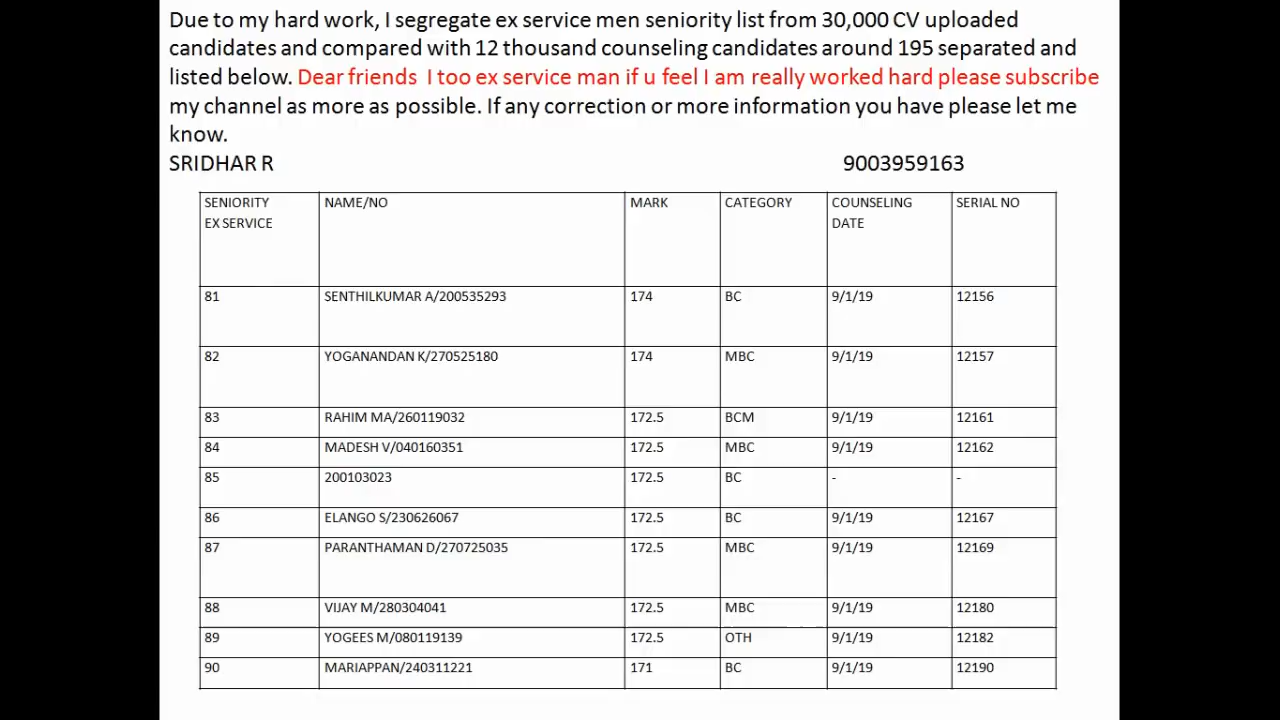 Due to my hard work, I segregate ex service men seniority list from 30,000 CV uploaded
candidates and compared with 12 thousand counseling candidates around 195 separated and
listed below. Dear friends  I too ex service man if u feel I am really worked hard please subscribe
my channel as more as possible. If any correction or more information you have please let me
know.
SRIDHAR R 9003959163
SENIORITY EX SERVICE NAME/NO MARK CATEGORY COUNSELING DATE SERIAL NO
81 SENTHILKUMAR A/200535293 174 BC 9/1/19 12156
82 YOGANANDAN K/270525180 174 MBC 9/1/19 12157
83 RAHIM MA/260119032 172.5 BCM 9/1/19 12161
84 MADESH V/040160351 172.5 MBC 9/1/19 12162
85 200103023 172.5 BC - -
86 ELANGO S/230626067 172.5 BC 9/1/19 12167
87 PARANTHAMAN D/270725035 172.5 MBC 9/1/19 12169
88 VIJAY M/280304041 172.5 MBC 9/1/19 12180
89 YOGEES M/080119139 172.5 OTH 9/1/19 12182
90 MARIAPPAN/240311221 171 BC 9/1/19 12190